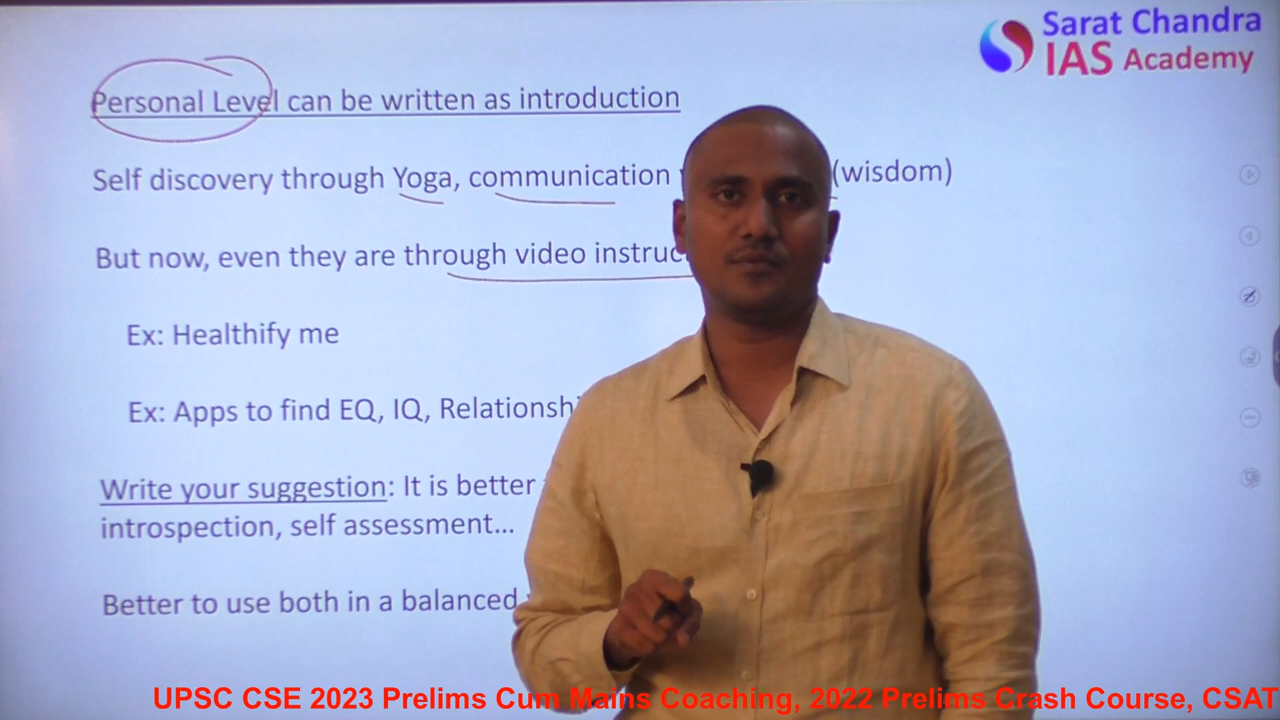 Sarat Chandra
IAS Academy
Personal Level can be written as introduction
Self discovery through Yoga, communication (wisdom)
But now, even they are through video
Ex: Healthify me
Ex: Apps to find EQ, IQ,
Write your suggestion: It is better
introspection, self assessment...
Better to use both in a balanced
UPSC CSE 2023 Prelims Cum Mains Coaching, 2022 Prelims Crash Course, CSAT